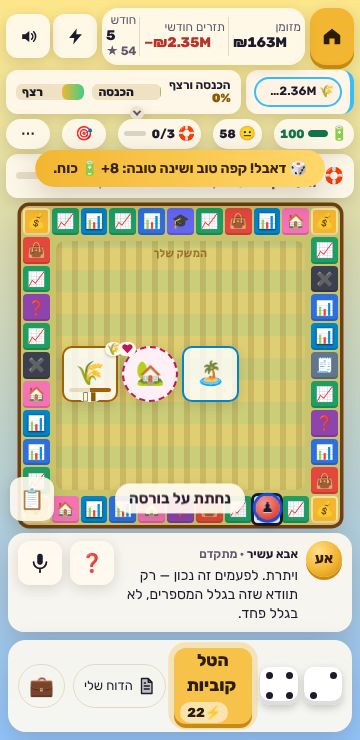 מזומן
₪163M
תזרים חודשי
−₪2.35M
חודש
5
★ 54
🌾 2.36M...
הכנסה ורצף
0%
הכנסה
רצף
🔋 100
😐 58
🛟 0/3
🎯
...
🎲 דאבל! קפה טוב ושינה טובה: +8 🔋 כוח.
המשק שלך
נחתת על בורסה
אע
אבא עשיר • מתקדם
ויתרת. לפעמים זה נכון — רק
תוודא שזה בגלל המספרים, לא
בגלל פחד.
הטל
קוביות
⚡22
הדוח שלי